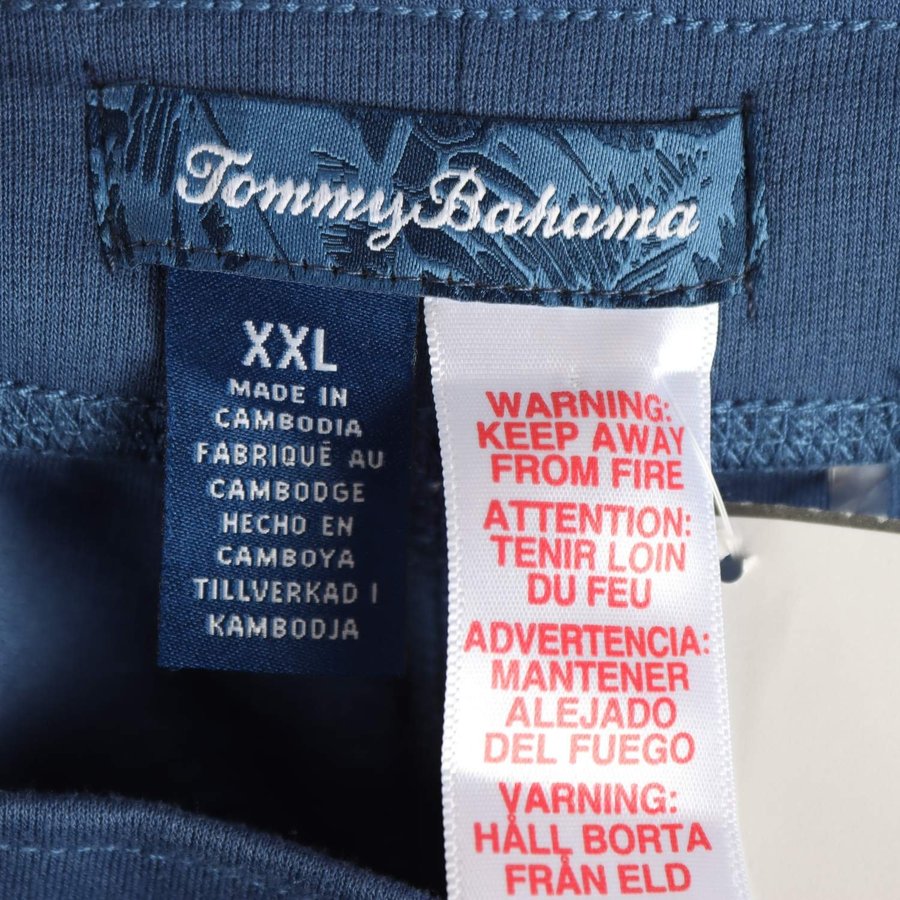 Tommy Bahama
XXL
MADE IN
CAMBODIA
FABRIQUÉ AU
CAMBODGE
HECHO EN
CAMBOYA
TILLVERKAD I
KAMBODJA
WARNING:
KEEP AWAY
FROM FIRE
ATTENTION:
TENIR LOIN
DU FEU
ADVERTENCIA:
MANTENER
ALEJADO
DEL FUEGO
VARNING:
HÅLL BORTA
FRÅN ELD